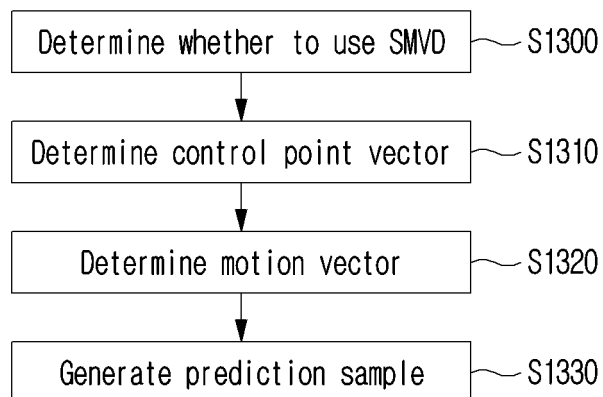 Determine whether to use SMVD S1300
Determine control point vector S1310
Determine motion vector S1320
Generate prediction sample S1330